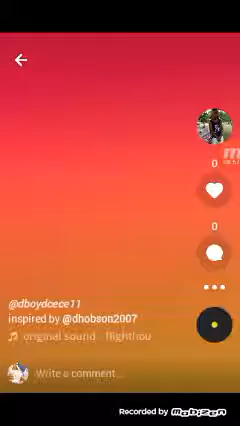 0
0
@dboydcece11
inspired by @dhobson2007
original sound
Write a comment...
Recorded by Mobizen